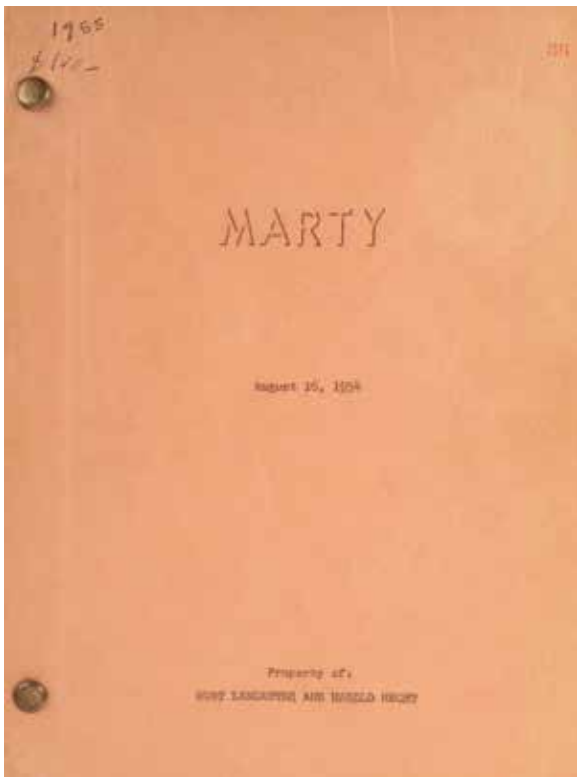 1955
MARTY
August 16, 1954
Property of:
BURT LANCASTER AND HAROLD HECHT